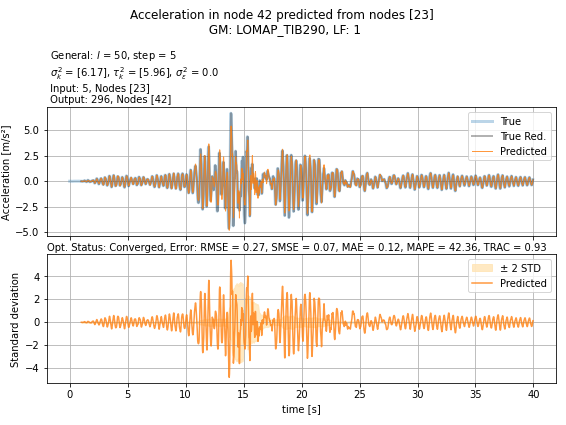 Acceleration in node 42 predicted from nodes [23]
GM: LOMAP_TIB290, LF: 1
General: l = 50, step = 5
σ²ₖ = [6.17], τ²ₖ = [5.96], σ²ₑ = 0.0
Input: 5, Nodes [23]
Output: 296, Nodes [42]
Acceleration [m/s²]
5.0
2.5
0.0
−2.5
−5.0
True
True Red.
Predicted
Opt. Status: Converged, Error: RMSE = 0.27, SMSE = 0.07, MAE = 0.12, MAPE = 42.36, TRAC = 0.93
Standard deviation
4
2
0
−2
−4
± 2 STD
Predicted
0 5 10 15 20 25 30 35 40
time [s]